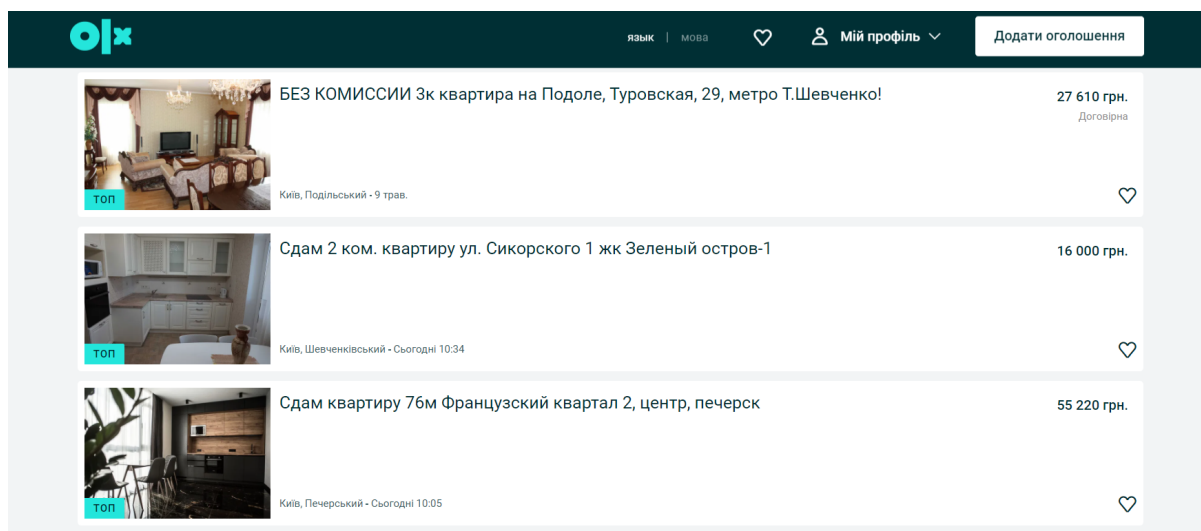 olx
язык | мова
Мій профіль
Додати оголошення
БЕЗ КОМИССИИ 3к квартира на Подоле, Туровская, 29, метро Т.Шевченко!
27 610 грн.
Договірна
ТОП
Київ, Подільський - 9 трав.
Сдам 2 ком. квартиру ул. Сикорского 1 жк Зеленый остров-1
16 000 грн.
ТОП
Київ, Шевченківський - Сьогодні 10:34
Сдам квартиру 76м Французский квартал 2, центр, печерск
55 220 грн.
ТОП
Київ, Печерський - Сьогодні 10:05